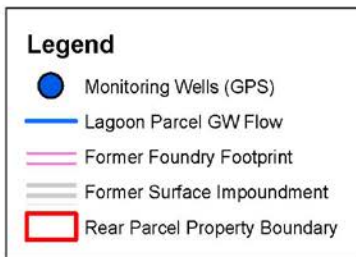 Legend
Monitoring Wells (GPS)
Lagoon Parcel GW Flow
Former Foundry Footprint
Former Surface Impoundment
Rear Parcel Property Boundary